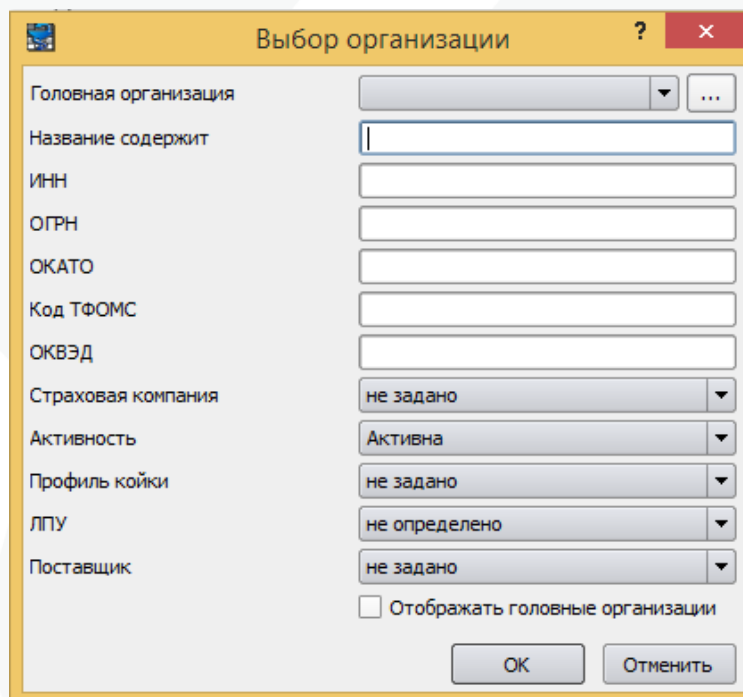 Выбор организации ?
Головная организация ...
Название содержит
ИНН
ОГРН
ОКАТО
Код ТФОМС
ОКВЭД
Страховая компания не задано
Активность Активна
Профиль койки не задано
ЛПУ не определено
Поставщик не задано
Отображать головные организации
ОК Отменить